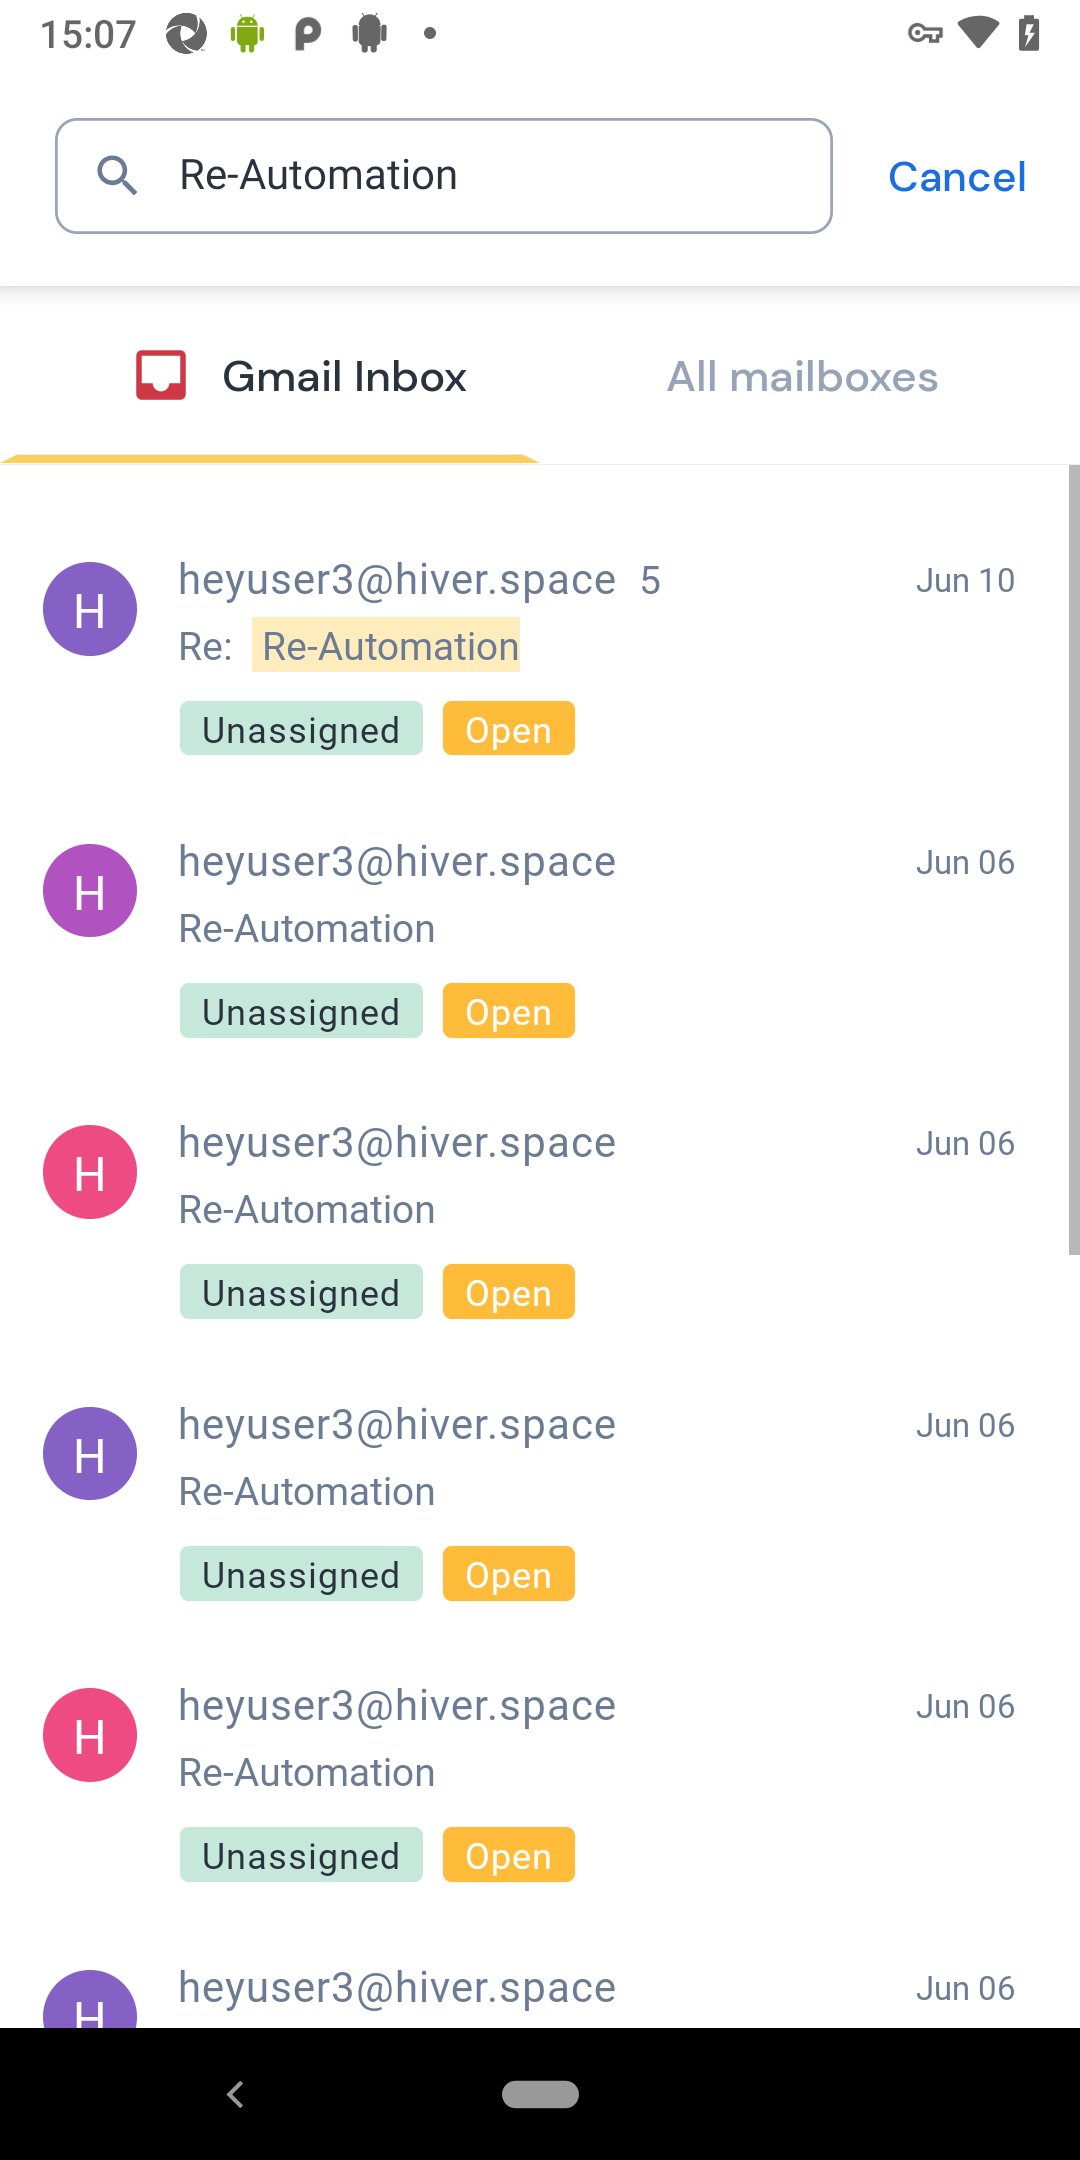 15:07
Re-Automation
Cancel
Gmail Inbox
All mailboxes
H
heyuser3@hiver.space 5
Jun 10
Re: Re-Automation
Unassigned
Open
H
heyuser3@hiver.space
Jun 06
Re-Automation
Unassigned
Open
H
heyuser3@hiver.space
Jun 06
Re-Automation
Unassigned
Open
H
heyuser3@hiver.space
Jun 06
Re-Automation
Unassigned
Open
H
heyuser3@hiver.space
Jun 06
Re-Automation
Unassigned
Open
H
heyuser3@hiver.space
Jun 06